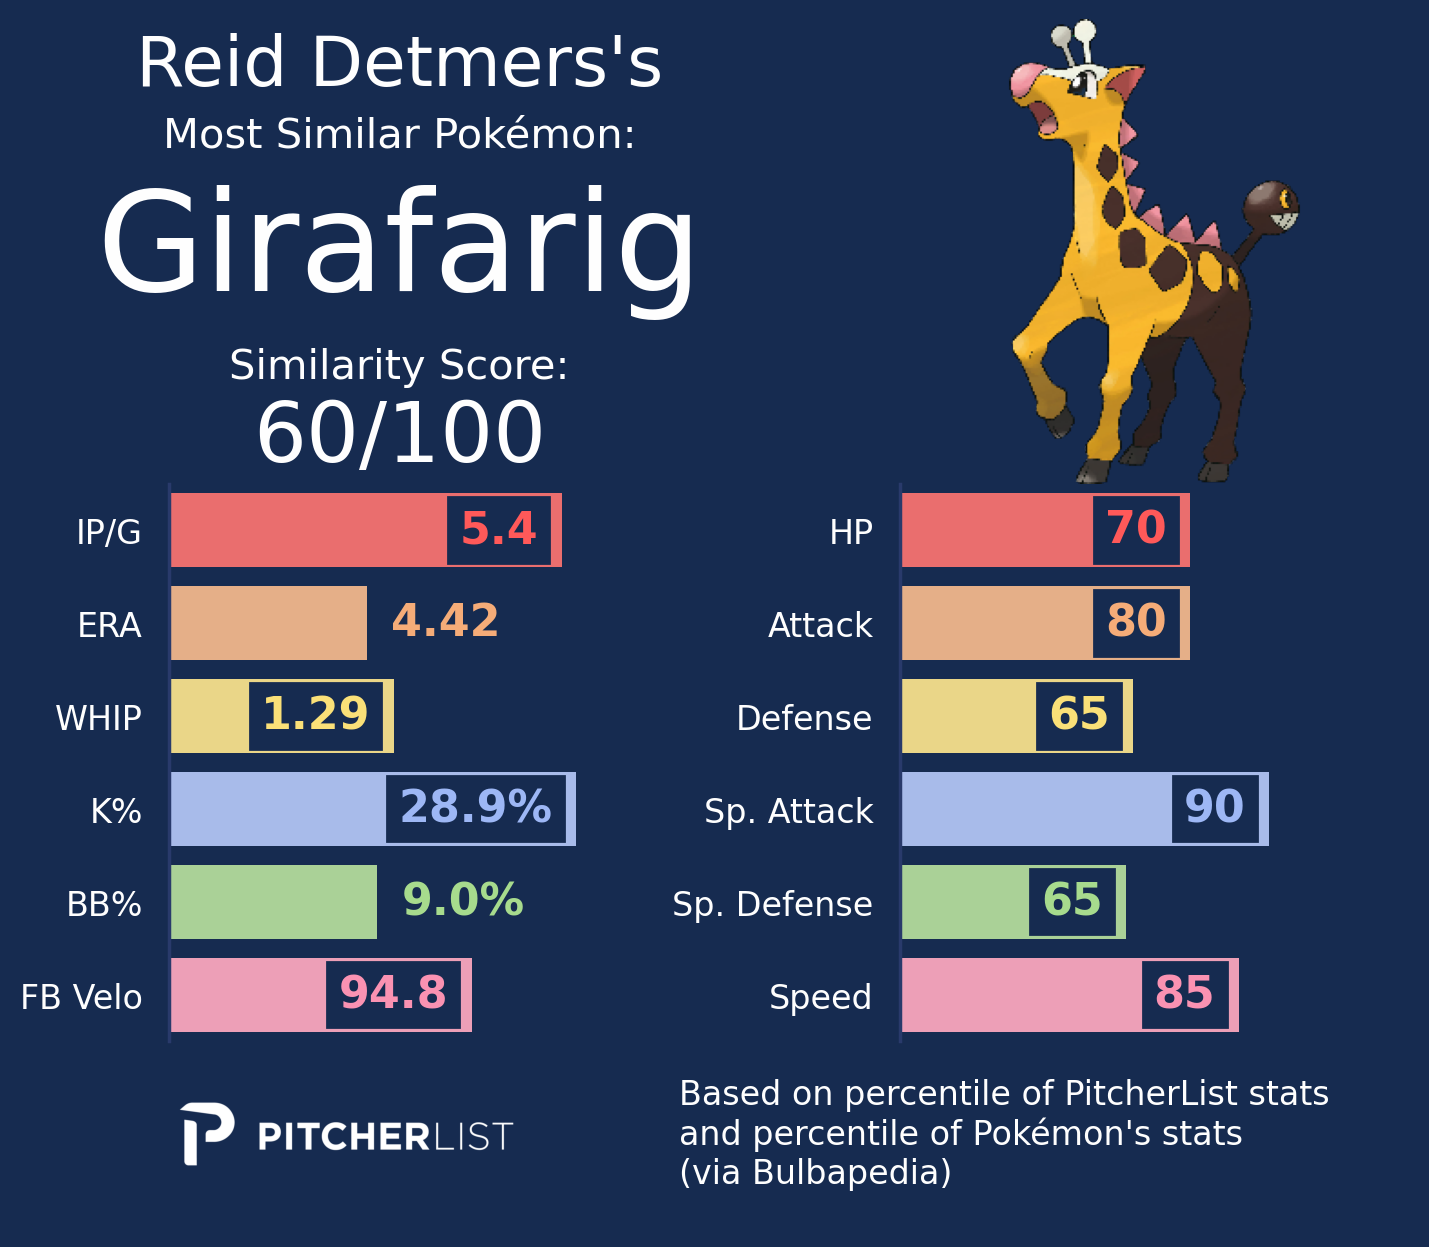 Reid Detmers's
Most Similar Pokémon:
Girafarig
Similarity Score:
60/100
IP/G 5.4
ERA 4.42
WHIP 1.29
K% 28.9%
BB% 9.0%
FB Velo 94.8
HP 70
Attack 80
Defense 65
Sp. Attack 90
Sp. Defense 65
Speed 85
PITCHERLIST
Based on percentile of PitcherList stats
and percentile of Pokémon's stats
(via Bulbapedia)